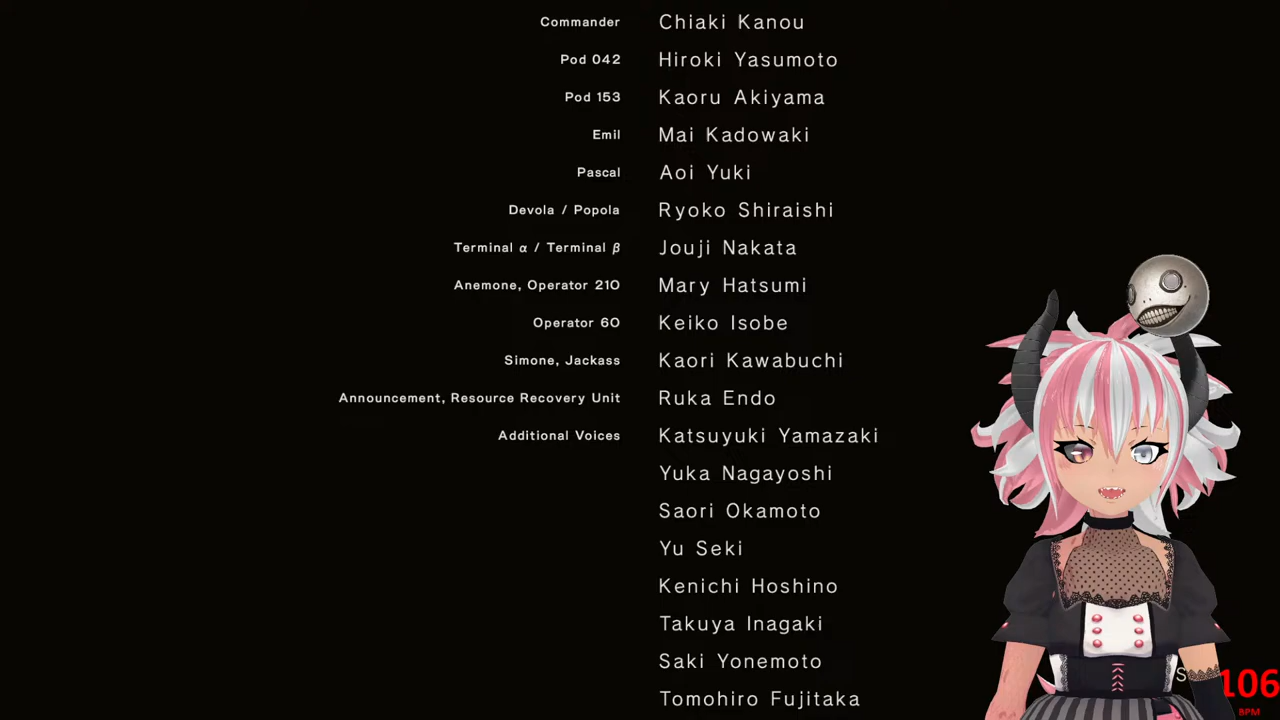 Commander Chiaki Kanou
Pod 042 Hiroki Yasumoto
Pod 153 Kaoru Akiyama
Emil Mai Kadowaki
Pascal Aoi Yuki
Devola / Popola Ryoko Shiraishi
Terminal α / Terminal β Jouji Nakata
Anemone, Operator 21O Mary Hatsumi
Operator 6O Keiko Isobe
Simone, Jackass Kaori Kawabuchi
Announcement, Resource Recovery Unit Ruka Endo
Additional Voices Katsuyuki Yamazaki
Yuka Nagayoshi
Saori Okamoto
Yu Seki
Kenichi Hoshino
Takuya Inagaki
Saki Yonemoto
Tomohiro Fujitaka
106
BPM